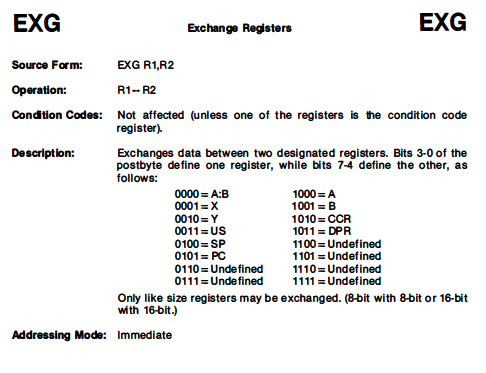 EXG Exchange Registers EXG
Source Form: EXG R1,R2
Operation: R1↔R2
Condition Codes: Not affected (unless one of the registers is the condition code
register).
Description: Exchanges data between two designated registers. Bits 3-0 of the
postbyte define one register, while bits 7-4 define the other, as
follows:
0000 = A:B 1000 = A
0001 = X 1001 = B
0010 = Y 1010 = CCR
0011 = US 1011 = DPR
0100 = SP 1100 = Undefined
0101 = PC 1101 = Undefined
0110 = Undefined 1110 = Undefined
0111 = Undefined 1111 = Undefined
Only like size registers may be exchanged. (8-bit with 8-bit or 16-bit
with 16-bit.)
Addressing Mode: Immediate